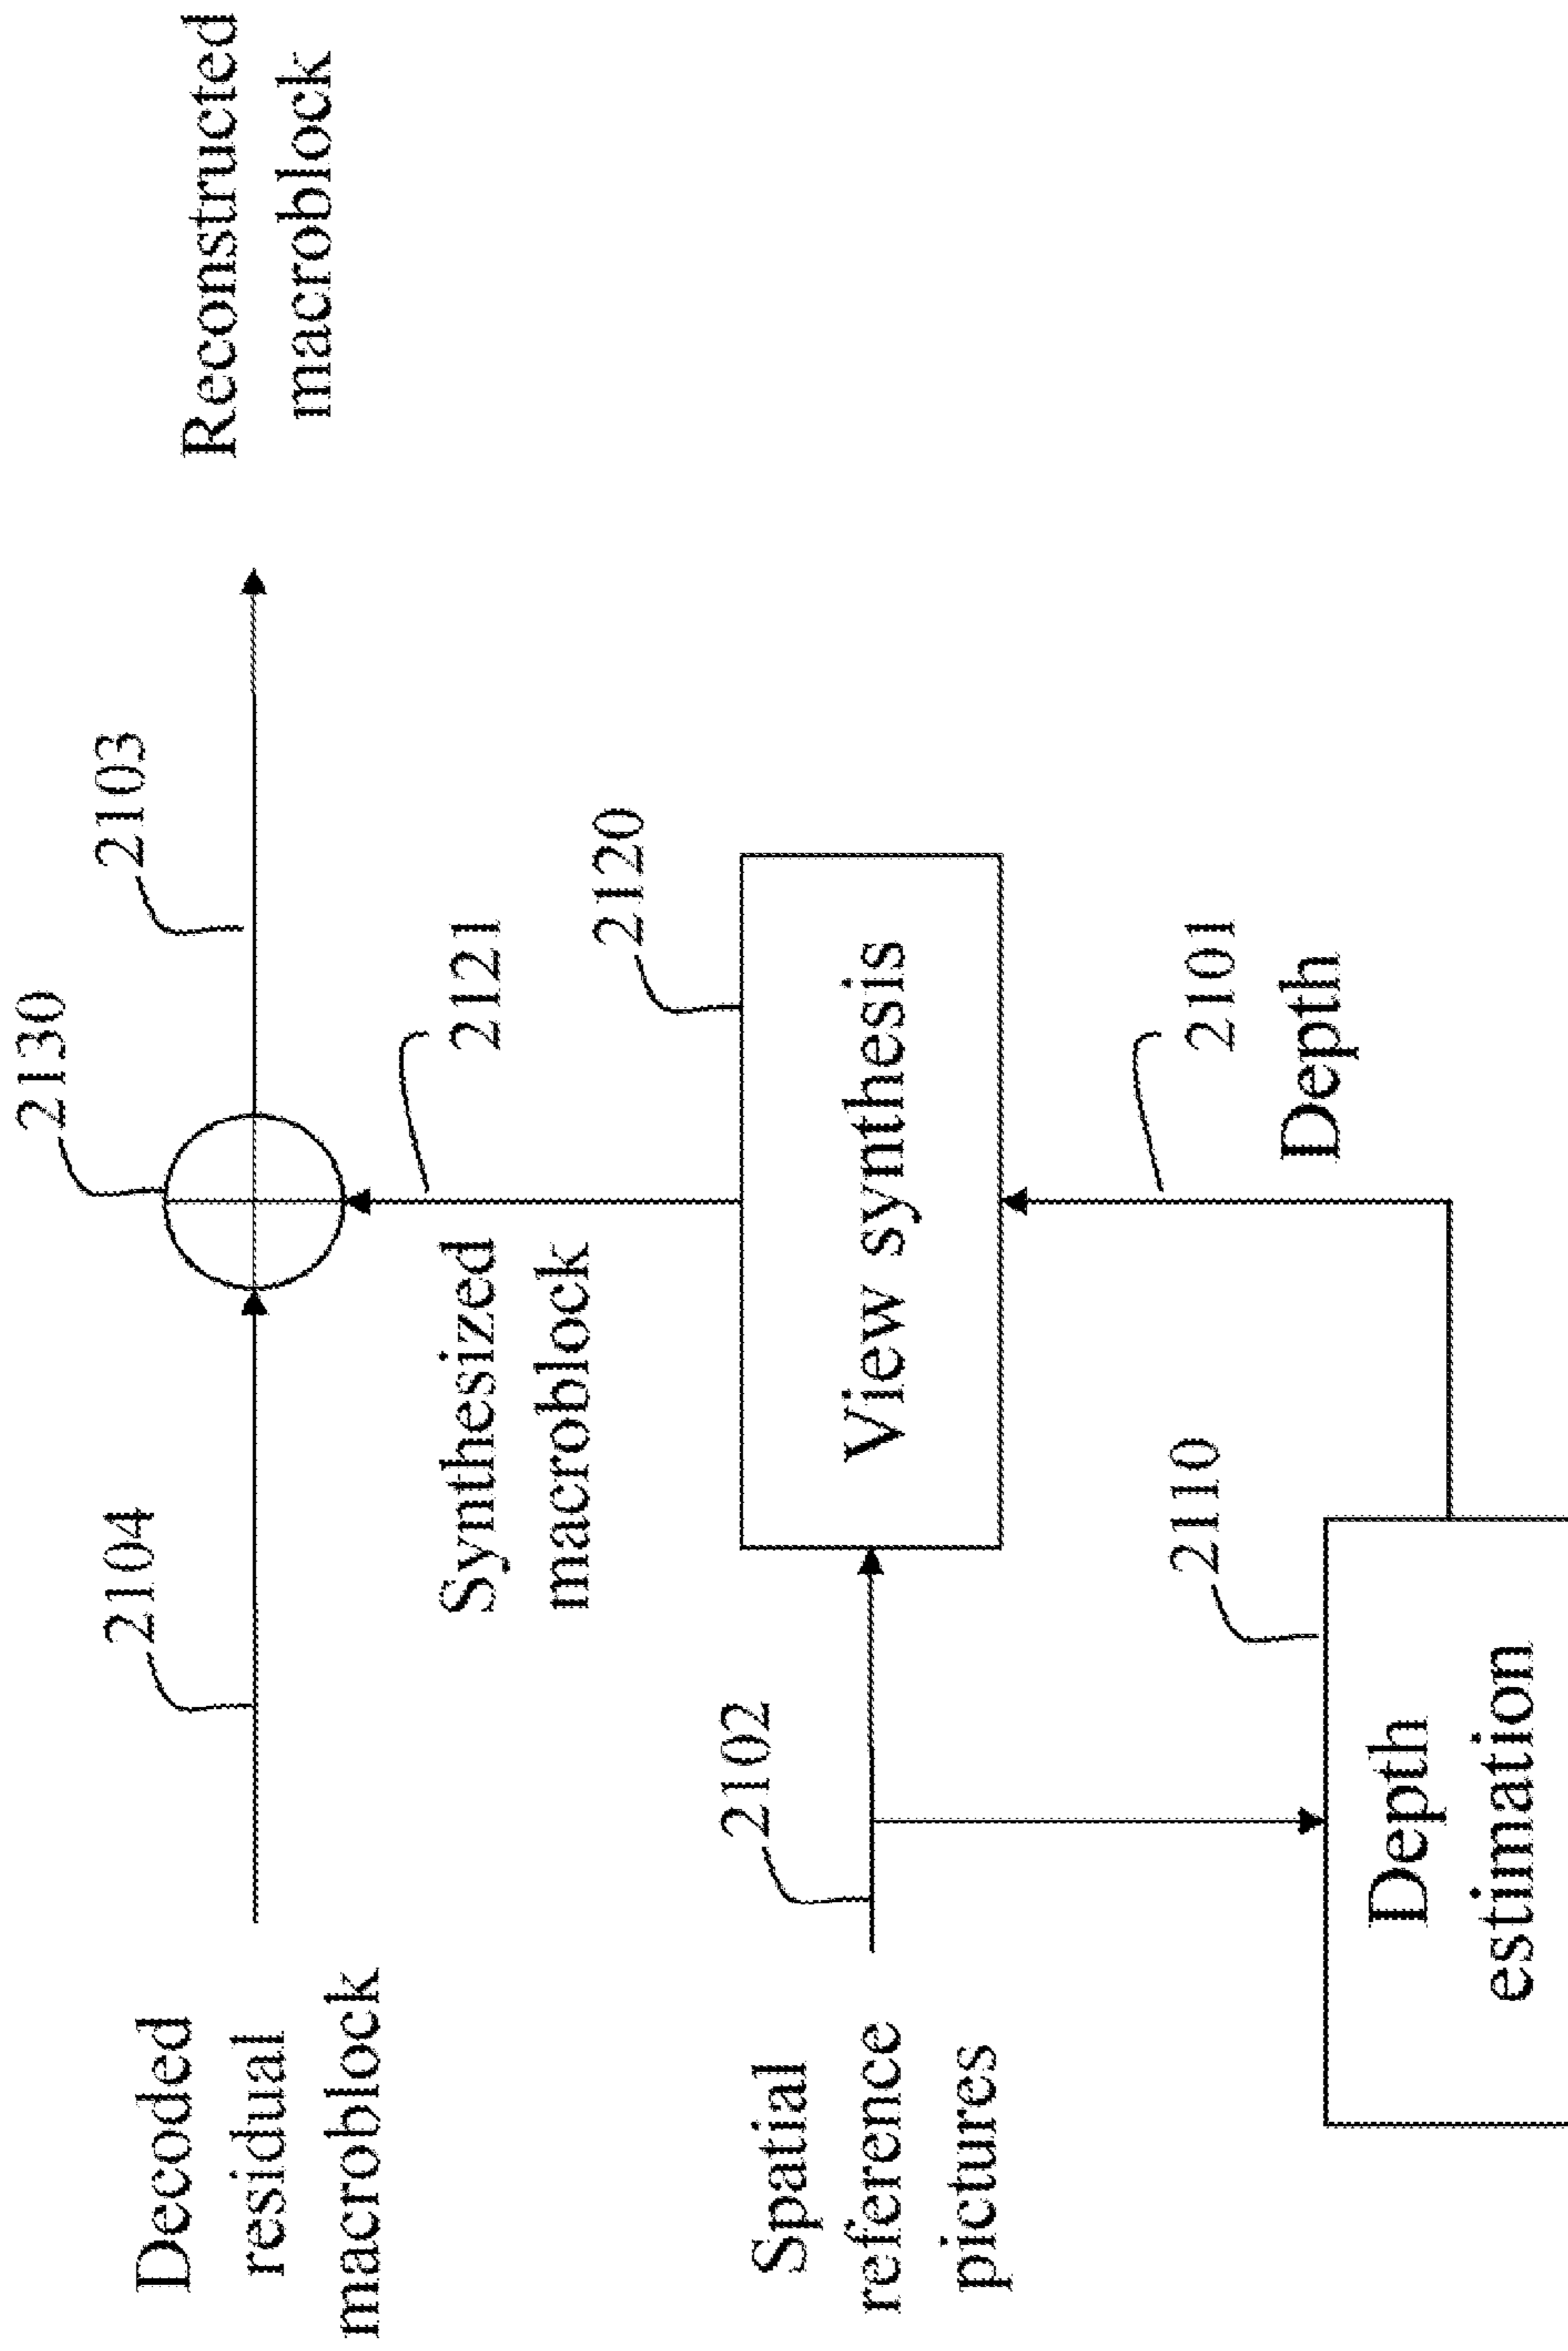 2130
2104
2103
Reconstructed
macroblock
Decoded
residual
macroblock
Synthesized
macroblock
2121
2120
2102
View synthesis
Spatial
reference
pictures
2110
2101
Depth
Depth
estimation